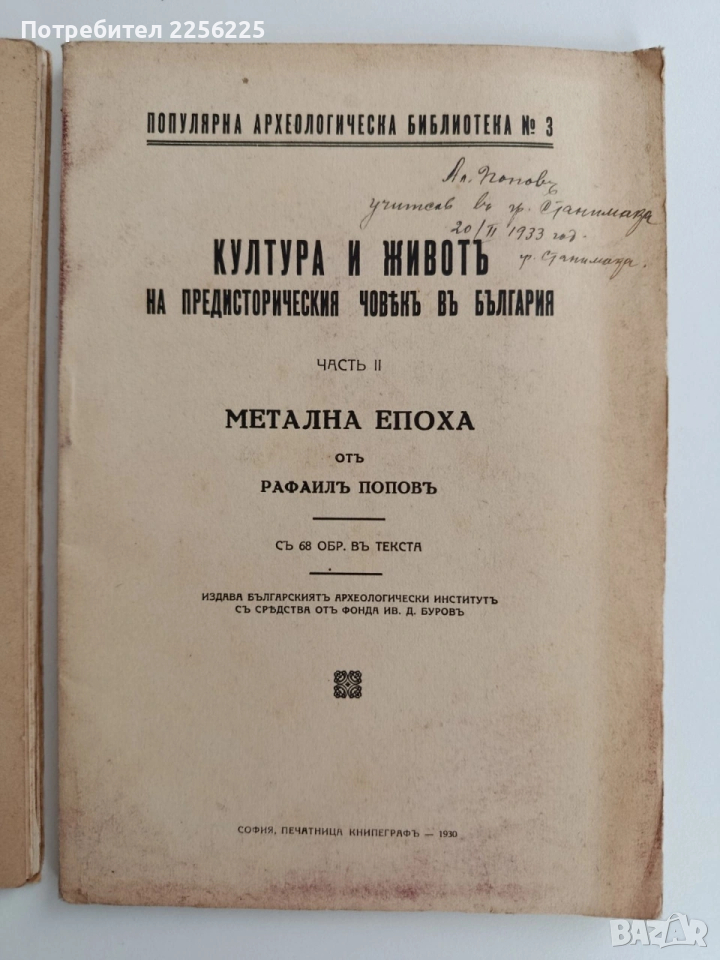 Потребител 2256225
ПОПУЛЯРНА АРХЕОЛОГИЧЕСКА БИБЛИОТЕКА № 3
Ал. Поповъ
учитель въ гр. Станимака
20/II 1933 год.
гр. Станимака.
КУЛТУРА И ЖИВОТЪ
НА ПРЕДИСТОРИЧЕСКИЯ ЧОВѢКЪ ВЪ БЪЛГАРИЯ
ЧАСТЬ II
МЕТАЛНА ЕПОХА
ОТЪ
РАФАИЛЪ ПОПОВЪ
СЪ 68 ОБР. ВЪ ТЕКСТА
ИЗДАВА БЪЛГАРСКИЯТЪ АРХЕОЛОГИЧЕСКИ ИНСТИТУТЪ
СЪ СРѢДСТВА ОТЪ ФОНДА ИВ. Д. БУРОВЪ
СОФИЯ, ПЕЧАТНИЦА КНИПЕГРАФЪ — 1930
BAZAR